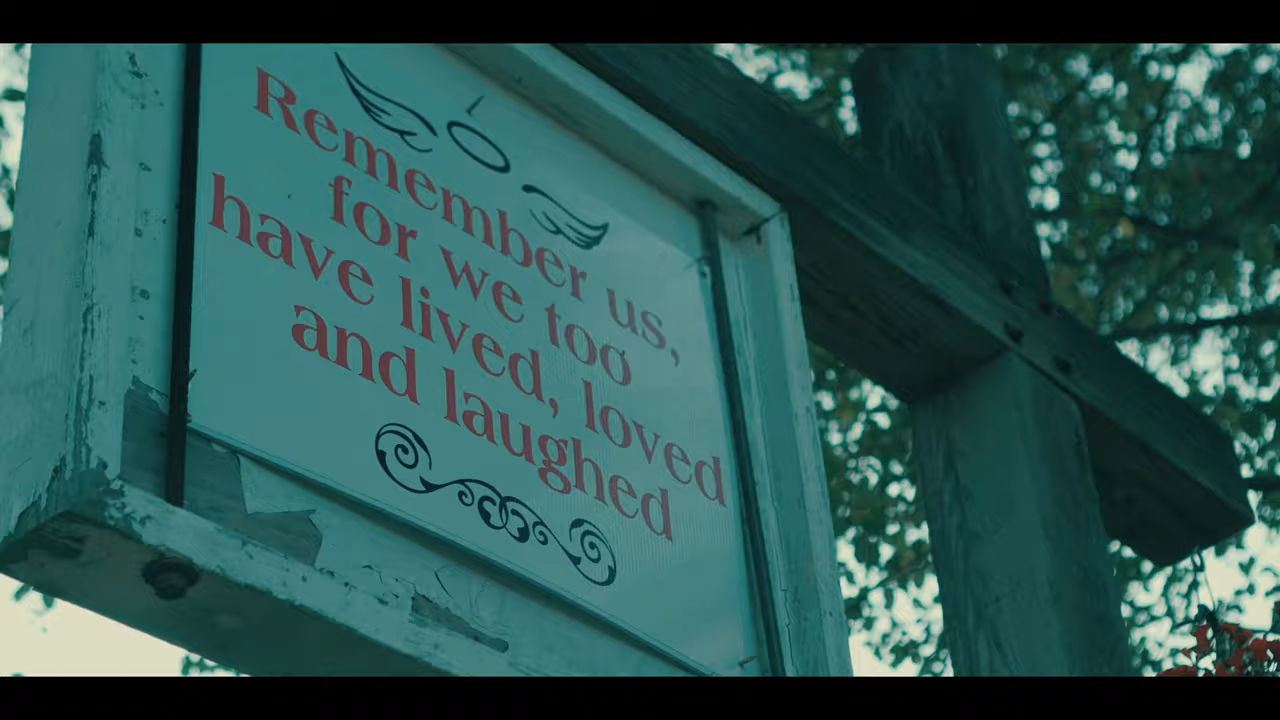 Remember us,
for we too
have lived, loved
and laughed